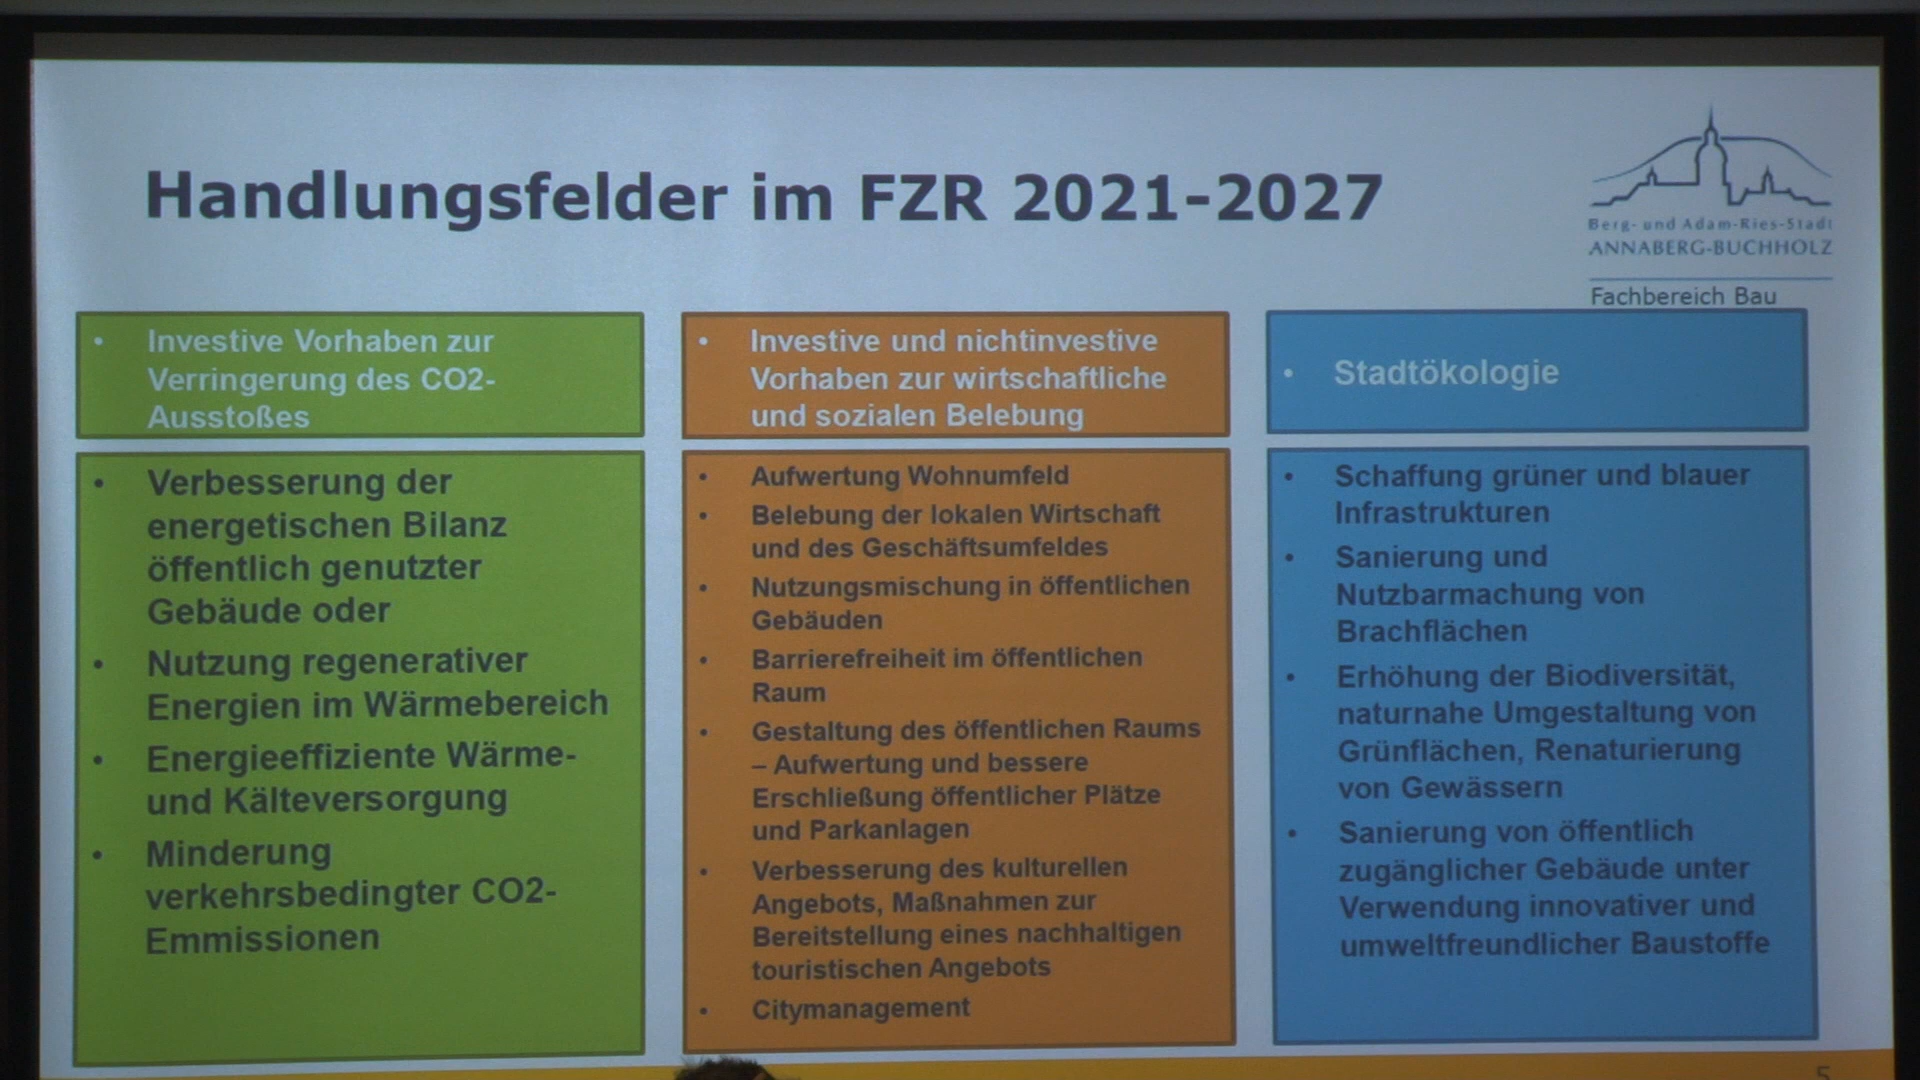 Handlungsfelder im FZR 2021-2027
Berg- und Adam-Ries-Stadt
ANNABERG-BUCHHOLZ
Fachbereich Bau
• Investive Vorhaben zur
Verringerung des CO2-
Ausstoßes
• Verbesserung der
energetischen Bilanz
öffentlich genutzter
Gebäude oder
• Nutzung regenerativer
Energien im Wärmebereich
• Energieeffiziente Wärme-
und Kälteversorgung
• Minderung
verkehrsbedingter CO2-
Emmissionen
• Investive und nichtinvestive
Vorhaben zur wirtschaftliche
und sozialen Belebung
• Aufwertung Wohnumfeld
• Belebung der lokalen Wirtschaft
und des Geschäftsumfeldes
• Nutzungsmischung in öffentlichen
Gebäuden
• Barrierefreiheit im öffentlichen
Raum
• Gestaltung des öffentlichen Raums
– Aufwertung und bessere
Erschließung öffentlicher Plätze
und Parkanlagen
• Verbesserung des kulturellen
Angebots, Maßnahmen zur
Bereitstellung eines nachhaltigen
touristischen Angebots
• Citymanagement
• Stadtökologie
• Schaffung grüner und blauer
Infrastrukturen
• Sanierung und
Nutzbarmachung von
Brachflächen
• Erhöhung der Biodiversität,
naturnahe Umgestaltung von
Grünflächen, Renaturierung
von Gewässern
• Sanierung von öffentlich
zugänglicher Gebäude unter
Verwendung innovativer und
umweltfreundlicher Baustoffe
5